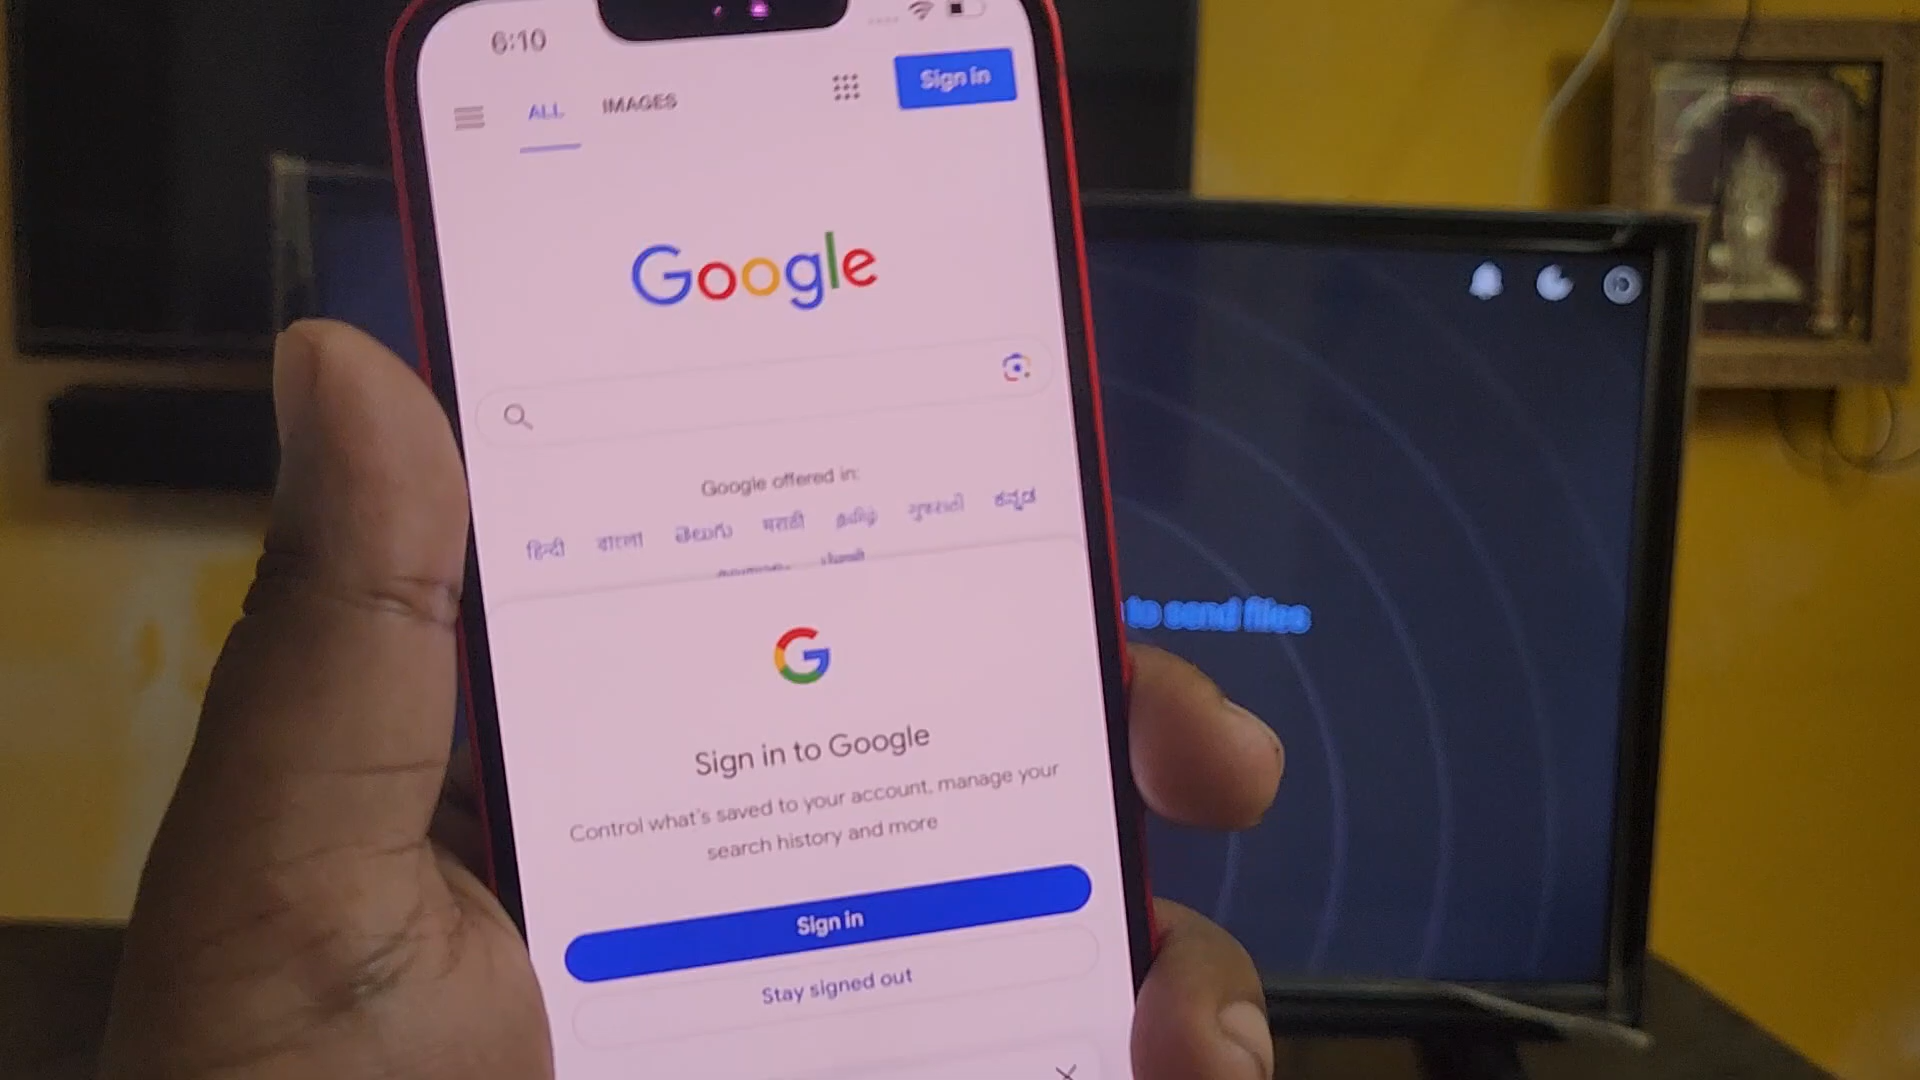 6:10
ALL IMAGES Sign in
Google
Google offered in:
हिन्दी বাংলা తెలుగు मराठी தமிழ் ગુજરાતી ಕನ್ನಡ
to send files
Sign in to Google
Control what's saved to your account, manage your
search history and more
Sign in
Stay signed out